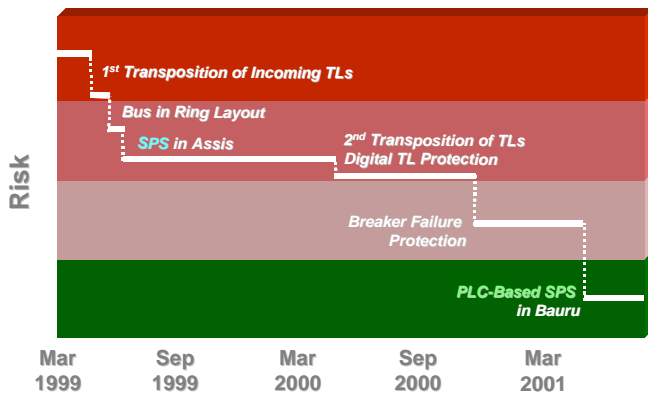 1st Transposition of Incoming TLs
Bus in Ring Layout
SPS in Assis
2nd Transposition of TLs
Digital TL Protection
Risk
Breaker Failure
Protection
PLC-Based SPS
in Bauru
Mar Sep Mar Sep Mar
1999 1999 2000 2000 2001